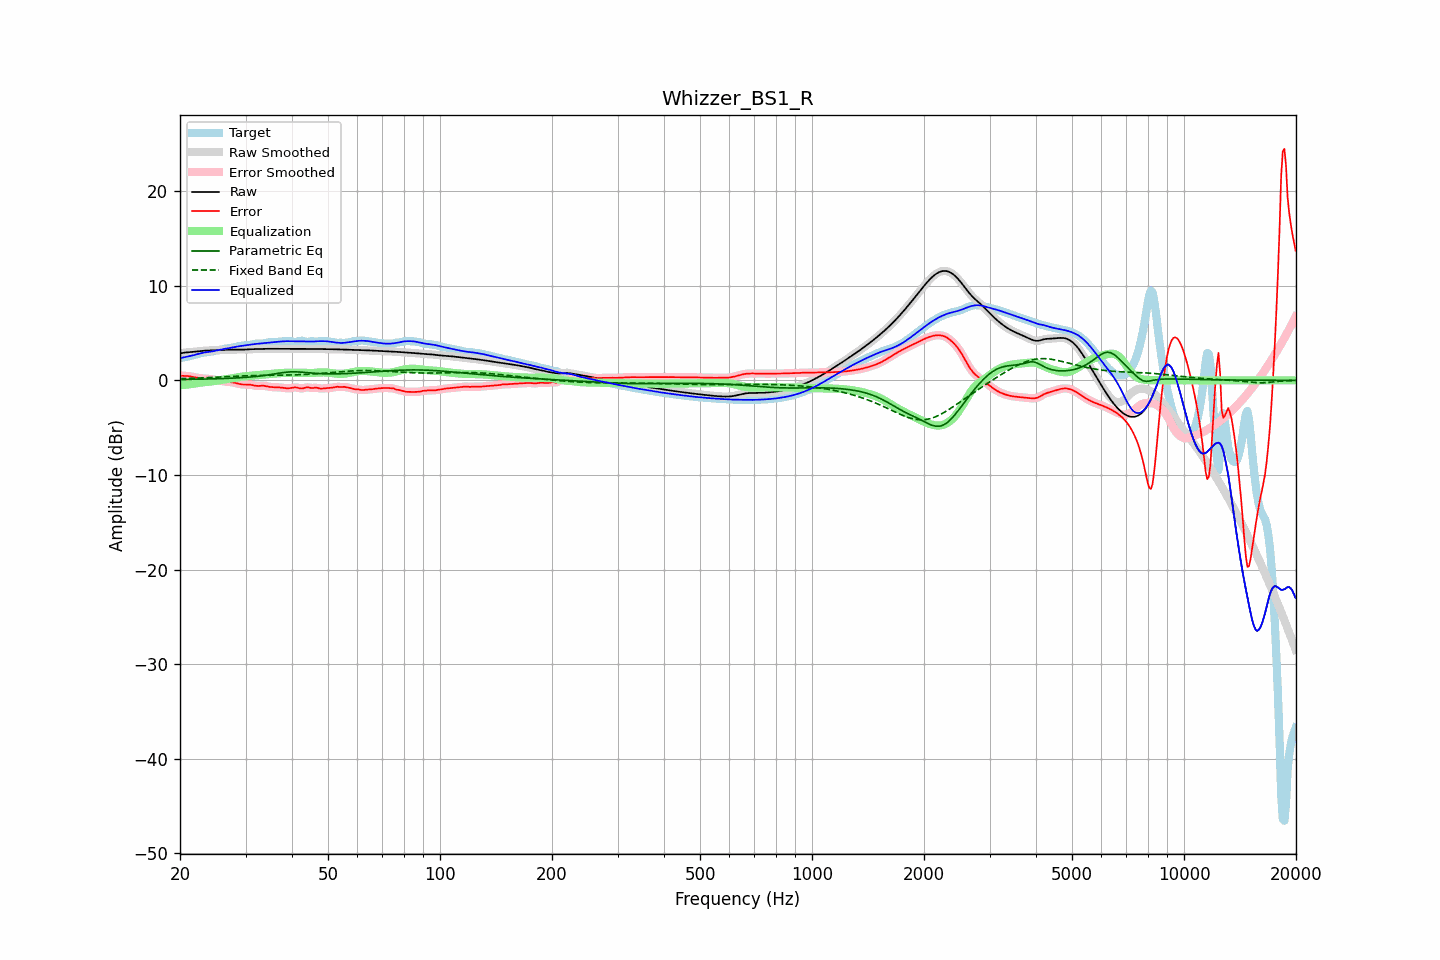 Whizzer_BS1_R
Target
Raw Smoothed
Error Smoothed
Raw
Error
Equalization
Parametric Eq
Fixed Band Eq
Equalized
20
10
0
−10
−20
−30
−40
−50
Amplitude (dBr)
20 50 100 200 500 1000 2000 5000 10000 20000
Frequency (Hz)